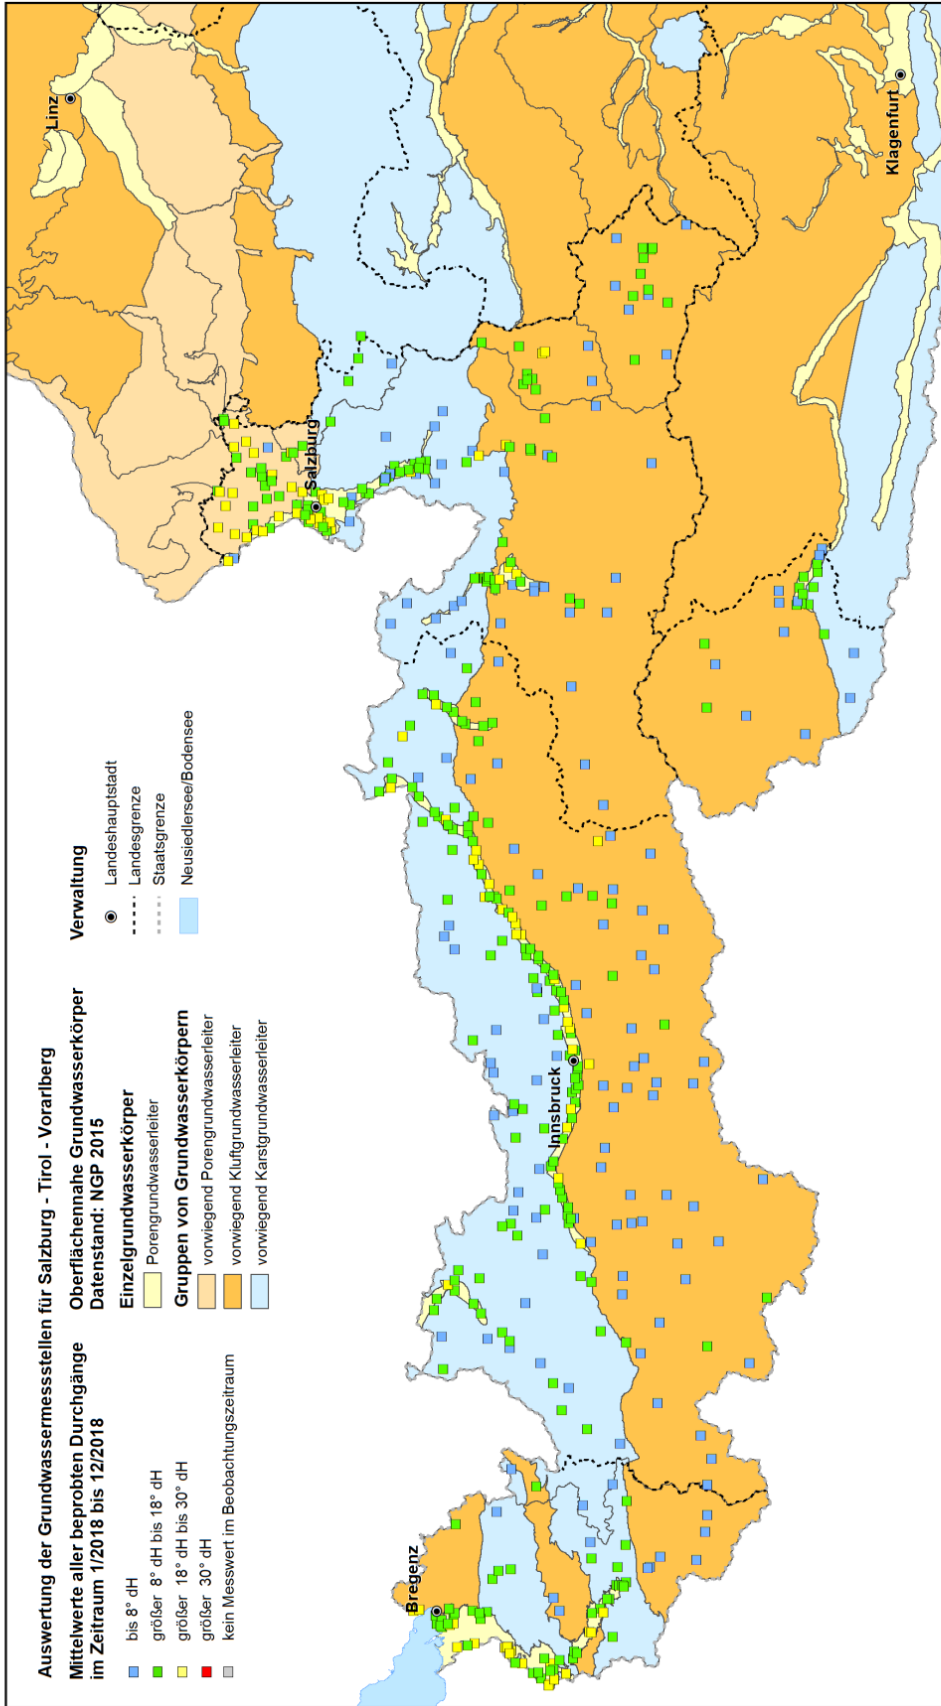 Auswertung der Grundwassermessstellen für Salzburg - Tirol - Vorarlberg
Mittelwerte aller beprobten Durchgänge
im Zeitraum 1/2018 bis 12/2018
bis 8° dH
größer 8° dH bis 18° dH
größer 18° dH bis 30° dH
größer 30° dH
kein Messwert im Beobachtungszeitraum
Oberflächennahe Grundwasserkörper
Datenstand: NGP 2015
Einzelgrundwasserkörper
Porengrundwasserleiter
Gruppen von Grundwasserkörpern
vorwiegend Porengrundwasserleiter
vorwiegend Kluftgrundwasserleiter
vorwiegend Karstgrundwasserleiter
Verwaltung
Landeshauptstadt
Landesgrenze
Staatsgrenze
Neusiedlersee/Bodensee
Linz
Salzburg
Bregenz
Innsbruck
Klagenfurt